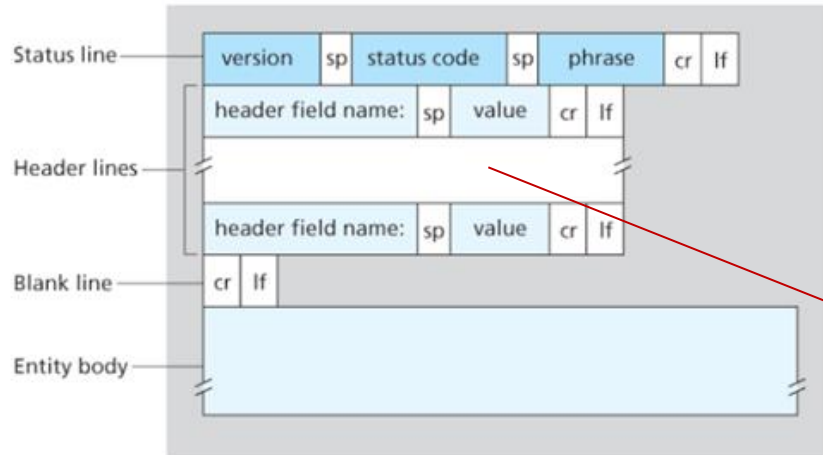 Status line version sp status code sp phrase cr lf
header field name: sp value cr lf
Header lines
header field name: sp value cr lf
Blank line cr lf
Entity body